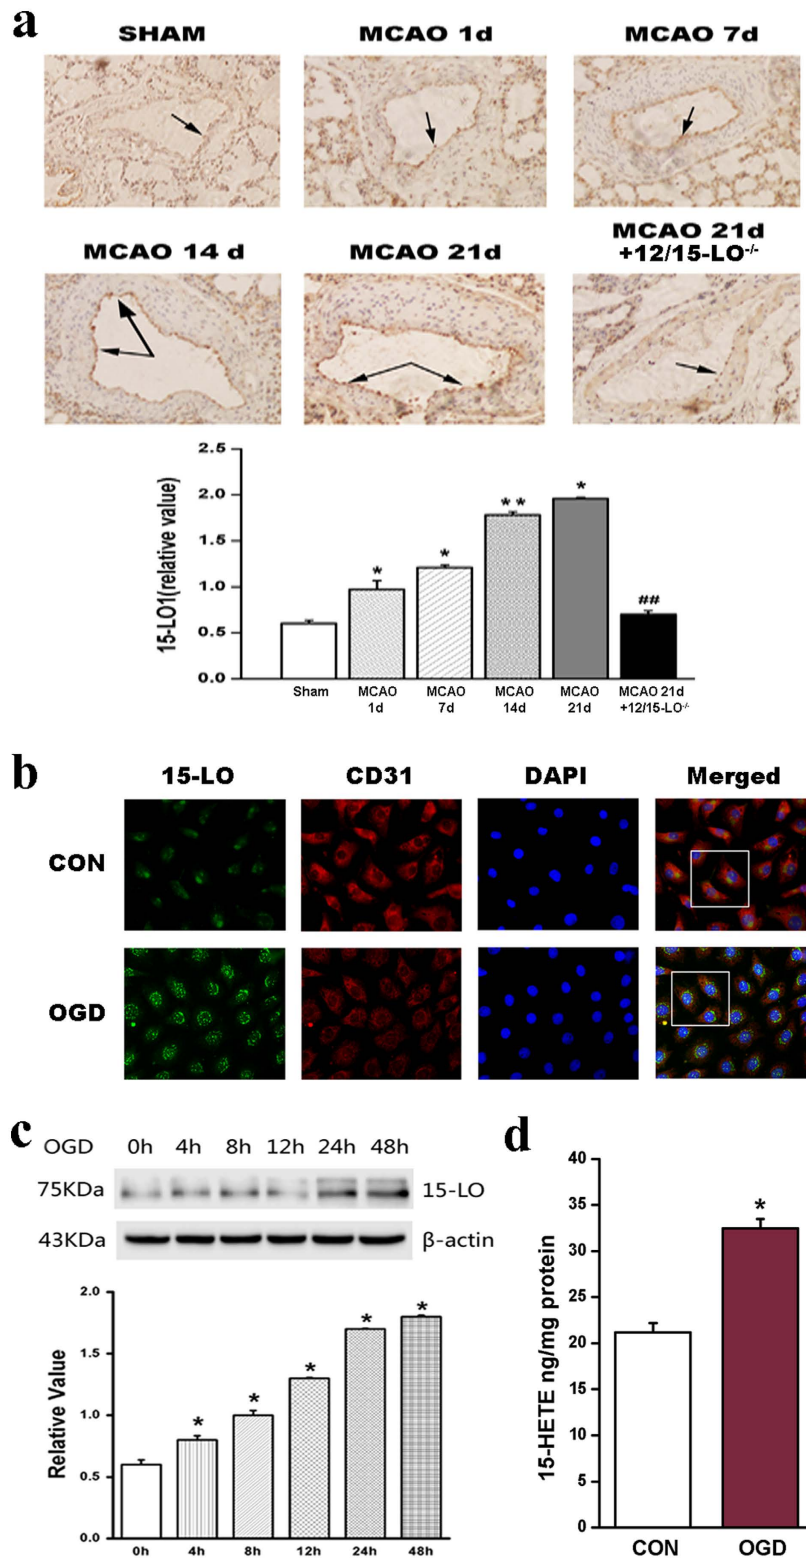 a
SHAM MCAO 1d MCAO 7d
MCAO 14 d MCAO 21d MCAO 21d
+12/15-LO-/-
15-LO1(relative value)
2.5
2.0
1.5
1.0
0.5
0.0
* * ** * ##
Sham MCAO 1d MCAO 7d MCAO 14d MCAO 21d MCAO 21d +12/15-LO-/-
b
15-LO CD31 DAPI Merged
CON
OGD
c
OGD 0h 4h 8h 12h 24h 48h
75KDa 15-LO
43KDa β-actin
Relative Value
2.0
1.5
1.0
0.5
0.0
* * * * *
0h 4h 8h 12h 24h 48h
d
15-HETE ng/mg protein
40
35
30
25
20
15
10
5
0
*
CON OGD